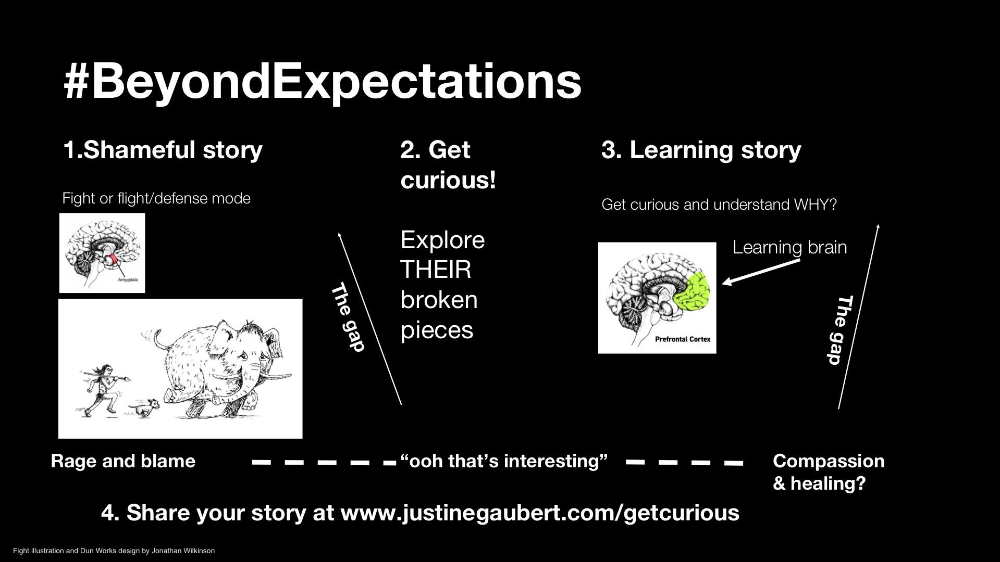 #BeyondExpectations
1.Shameful story
Fight or flight/defense mode
Amygdala
The gap
2. Get
curious!
Explore
THEIR
broken
pieces
3. Learning story
Get curious and understand WHY?
Learning brain
Prefrontal Cortex
The gap
Rage and blame
“ooh that’s interesting”
Compassion
& healing?
4. Share your story at www.justinegaubert.com/getcurious
Fight illustration and Dun Works design by Jonathan Wilkinson